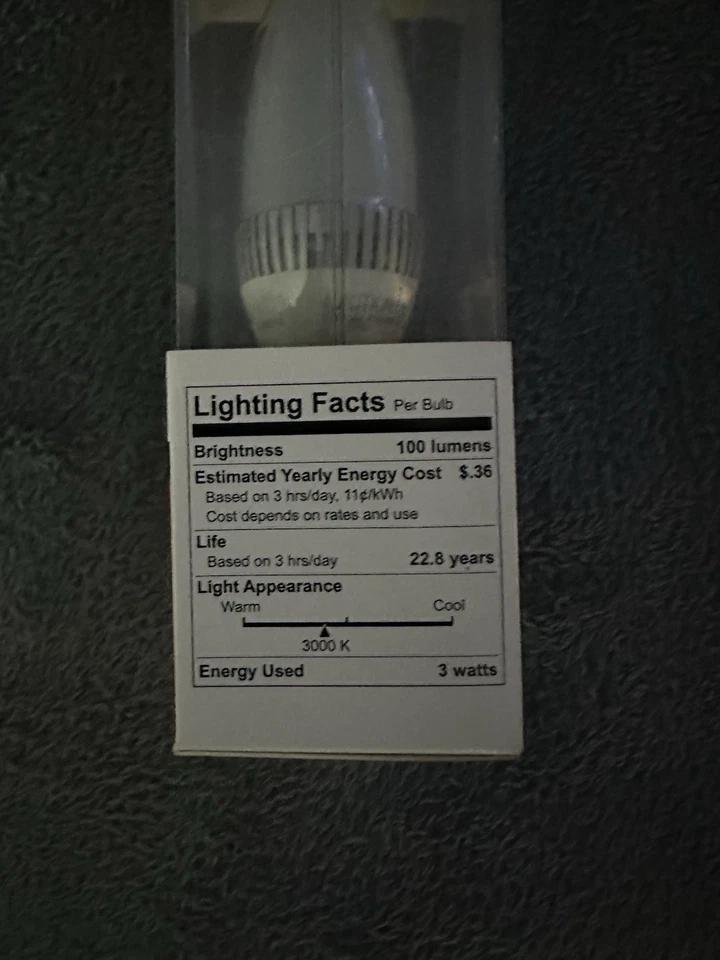 Lighting Facts Per Bulb
Brightness 100 lumens
Estimated Yearly Energy Cost $.36
Based on 3 hrs/day, 11¢/kWh
Cost depends on rates and use
Life
Based on 3 hrs/day 22.8 years
Light Appearance
Warm Cool
3000 K
Energy Used 3 watts